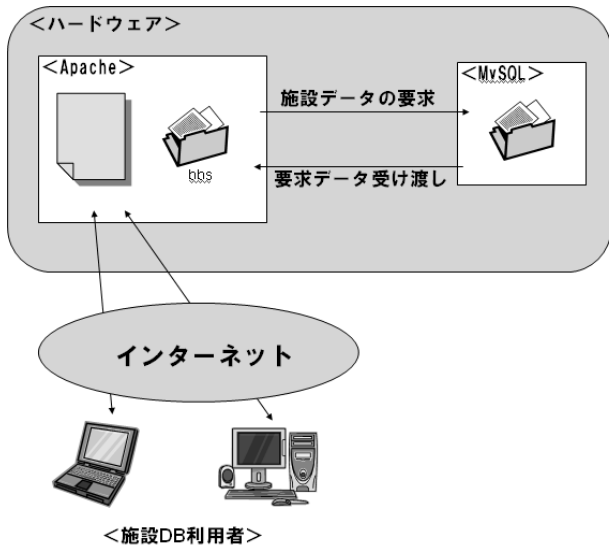 ＜ハードウェア＞
＜Apache＞
＜MySQL＞
施設データの要求
bbs
要求データ受け渡し
インターネット
＜施設DB利用者＞